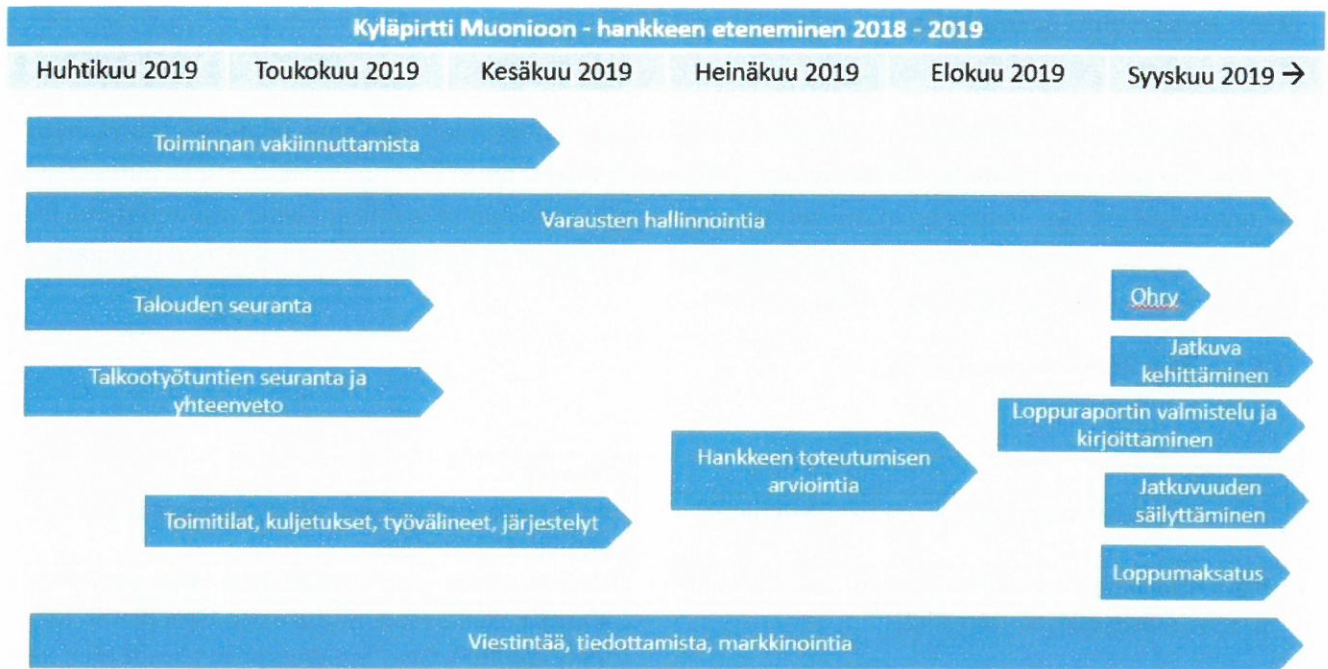 Kyläpirtti Muonioon - hankkeen eteneminen 2018 - 2019
Huhtikuu 2019
Toukokuu 2019
Kesäkuu 2019
Heinäkuu 2019
Elokuu 2019
Syyskuu 2019 →
Toiminnan vakiinnuttamista
Varausten hallinnointia
Talouden seuranta
Ohry
Jatkuva
kehittäminen
Talkootyötuntien seuranta ja
yhteenveto
Loppuraportin valmistelu ja
kirjoittaminen
Hankkeen toteutumisen
arviointia
Jatkuvuuden
säilyttäminen
Toimitilat, kuljetukset, työvälineet, järjestelyt
Loppumaksatus
Viestintää, tiedottamista, markkinointia